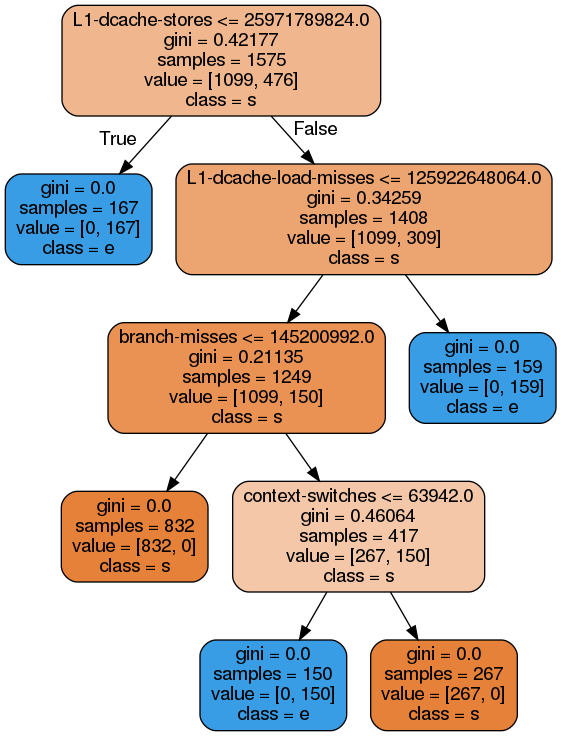 L1-dcache-stores <= 25971789824.0
gini = 0.42177
samples = 1575
value = [1099, 476]
class = s
True
False
gini = 0.0
samples = 167
value = [0, 167]
class = e
L1-dcache-load-misses <= 125922648064.0
gini = 0.34259
samples = 1408
value = [1099, 309]
class = s
branch-misses <= 145200992.0
gini = 0.21135
samples = 1249
value = [1099, 150]
class = s
gini = 0.0
samples = 159
value = [0, 159]
class = e
gini = 0.0
samples = 832
value = [832, 0]
class = s
context-switches <= 63942.0
gini = 0.46064
samples = 417
value = [267, 150]
class = s
gini = 0.0
samples = 150
value = [0, 150]
class = e
gini = 0.0
samples = 267
value = [267, 0]
class = s